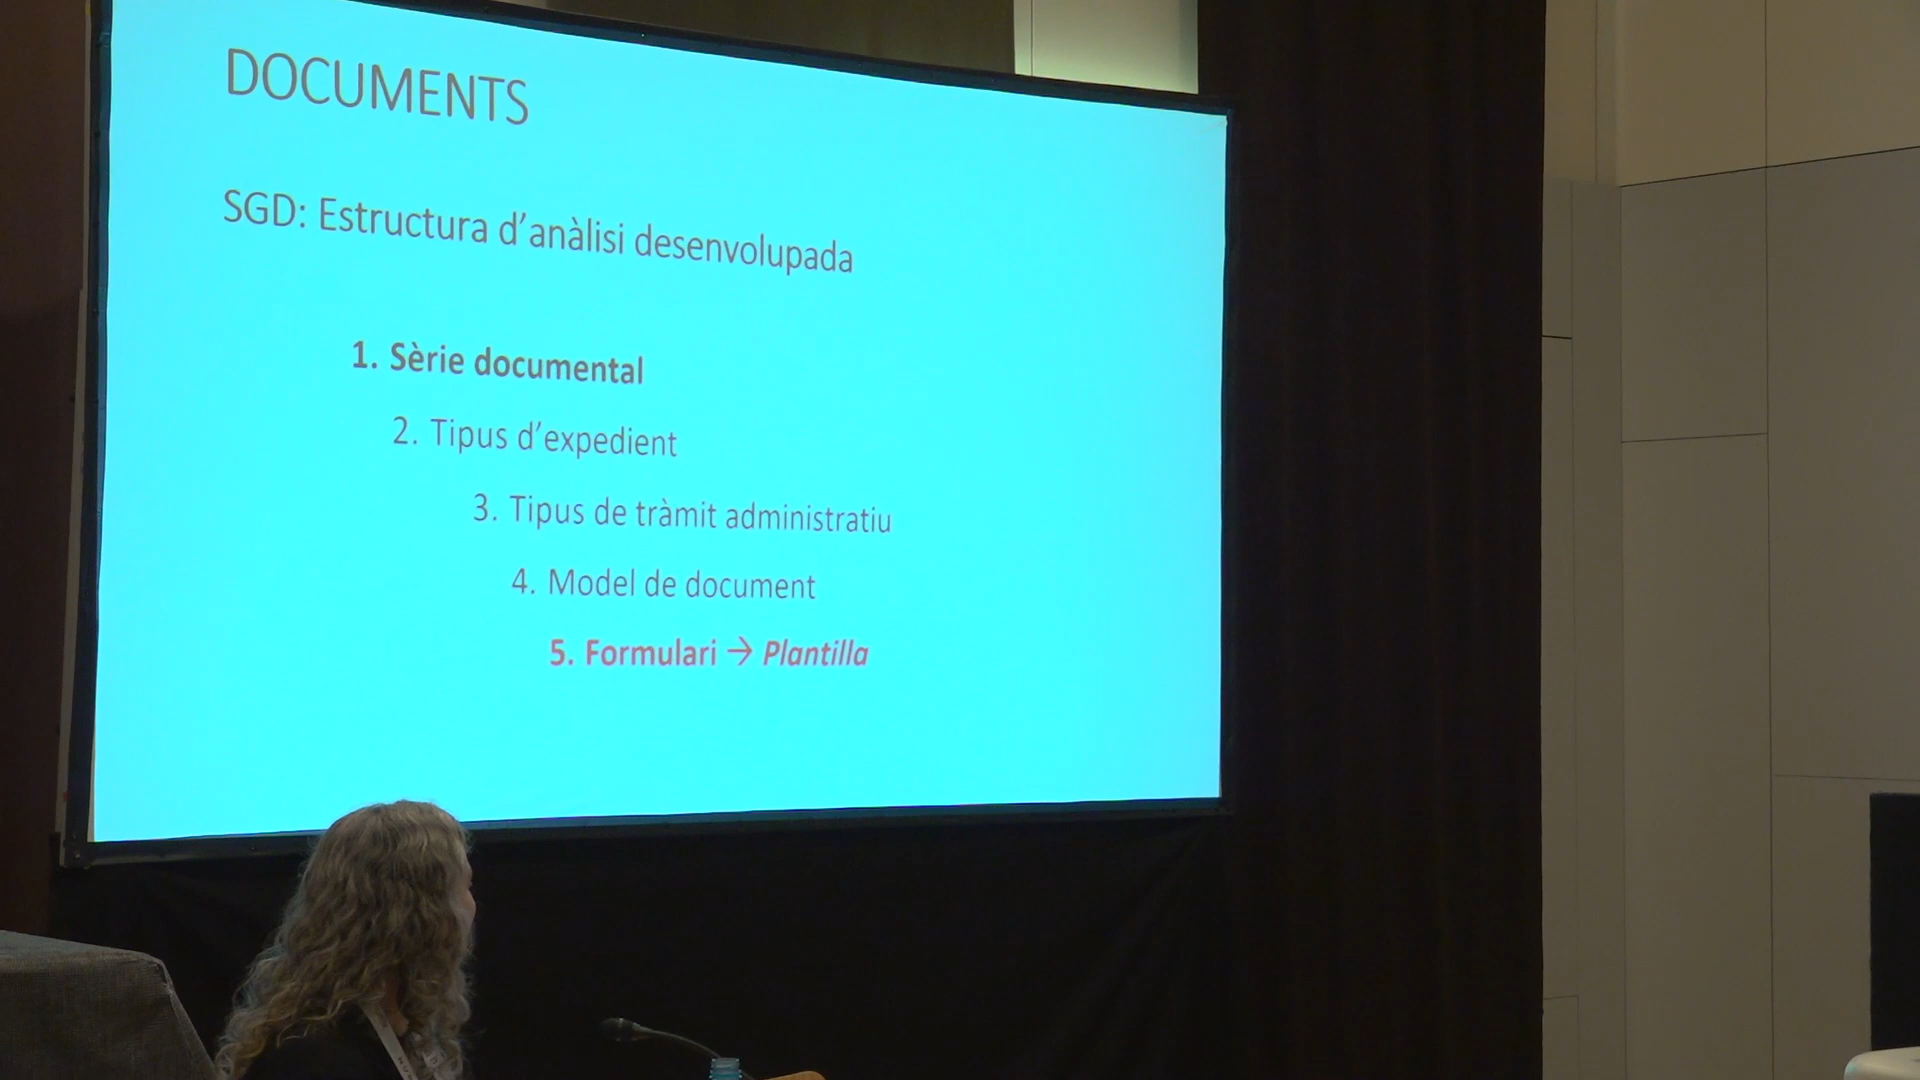 DOCUMENTS
SGD: Estructura d’anàlisi desenvolupada
1. Sèrie documental
2. Tipus d’expedient
3. Tipus de tràmit administratiu
4. Model de document
5. Formulari → Plantilla